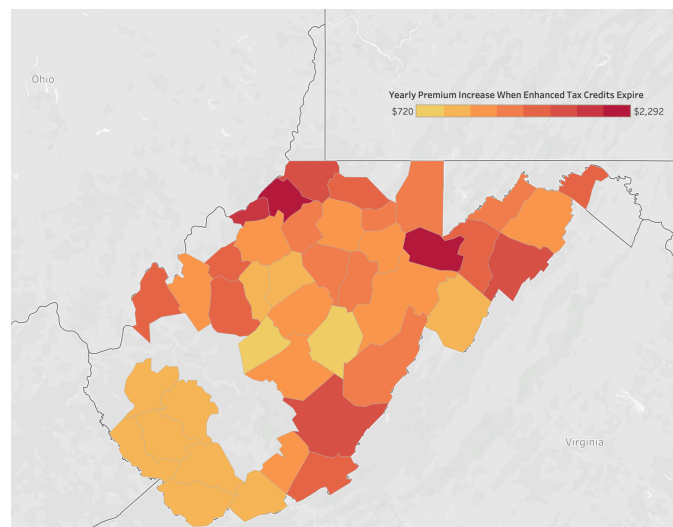 Ohio
Yearly Premium Increase When Enhanced Tax Credits Expire
$720 $2,292
Virginia